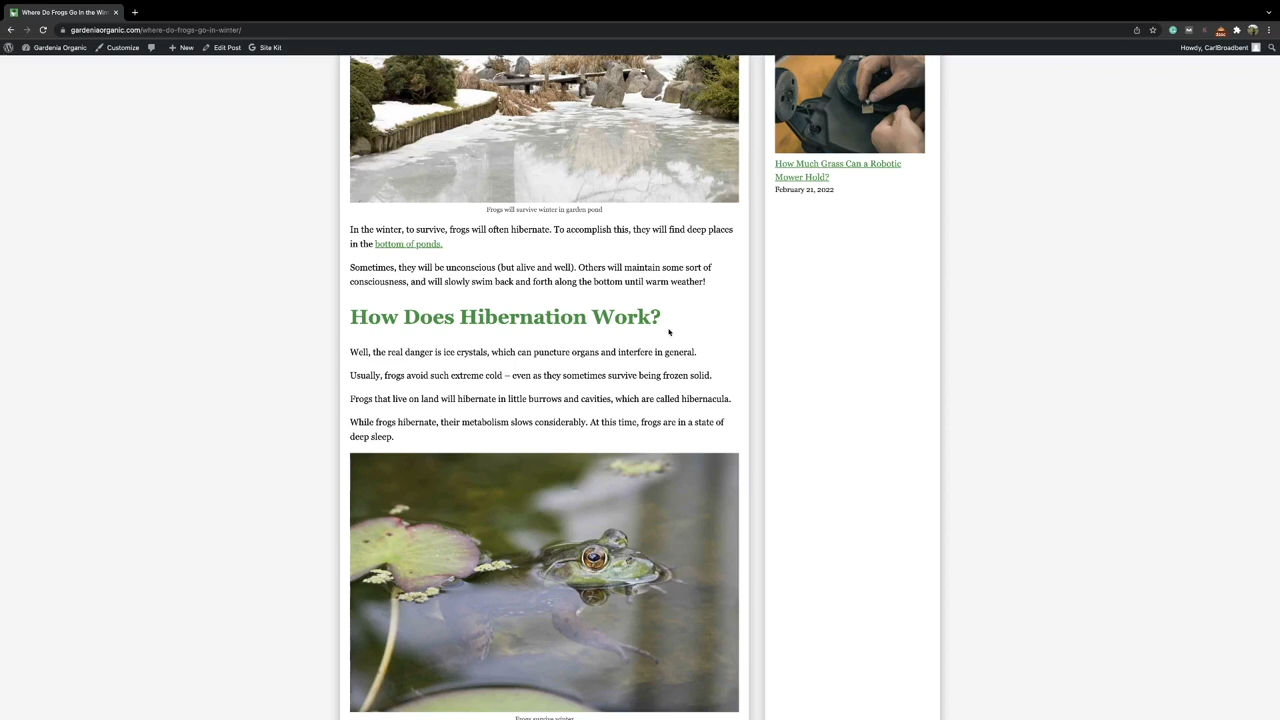 Where Do Frogs Go In the Win
gardeniaorganic.com/where-do-frogs-go-in-winter/
Gardenia Organic Customize New Edit Post Site Kit Howdy, CarlBroadbent
Frogs will survive winter in garden pond
In the winter, to survive, frogs will often hibernate. To accomplish this, they will find deep places
in the bottom of ponds.
Sometimes, they will be unconscious (but alive and well). Others will maintain some sort of
consciousness, and will slowly swim back and forth along the bottom until warm weather!
How Does Hibernation Work?
Well, the real danger is ice crystals, which can puncture organs and interfere in general.
Usually, frogs avoid such extreme cold – even as they sometimes survive being frozen solid.
Frogs that live on land will hibernate in little burrows and cavities, which are called hibernacula.
While frogs hibernate, their metabolism slows considerably. At this time, frogs are in a state of
deep sleep.
Frogs survive winter
How Much Grass Can a Robotic
Mower Hold?
February 21, 2022